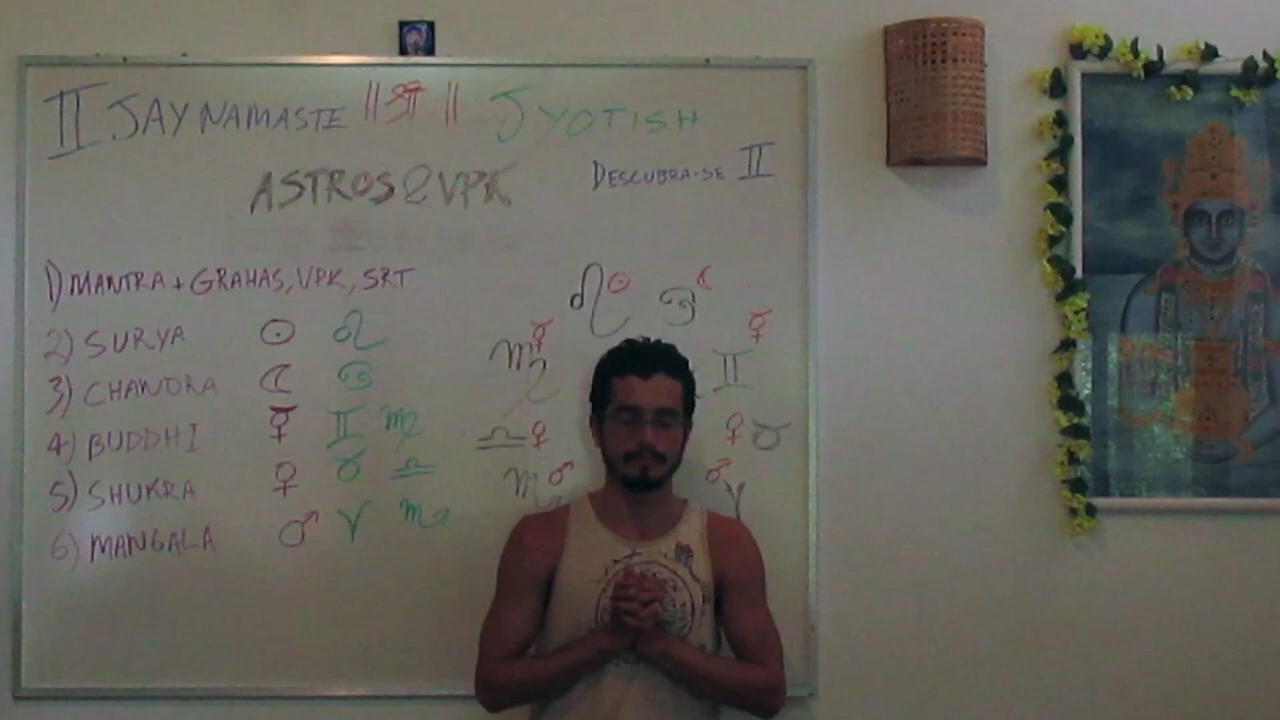 II JAY NAMASTE ॥ श्री ॥ JYOTISH
ASTROS & VPK DESCUBRA-SE II
1) MANTRA + GRAHAS, VPK, SRT
2) SURYA ☉ ♌
3) CHANDRA ☾ ♋
4) BUDDHI ☿ ♊ ♍
5) SHUKRA ♀ ♉ ♎
6) MANGALA ♂ ♈ ♏
♌ ☉ ♋ ☾
♍ ☿ ☿ ♊
♎ ♀ ♀ ♉
♏ ♂ ♂ ♈